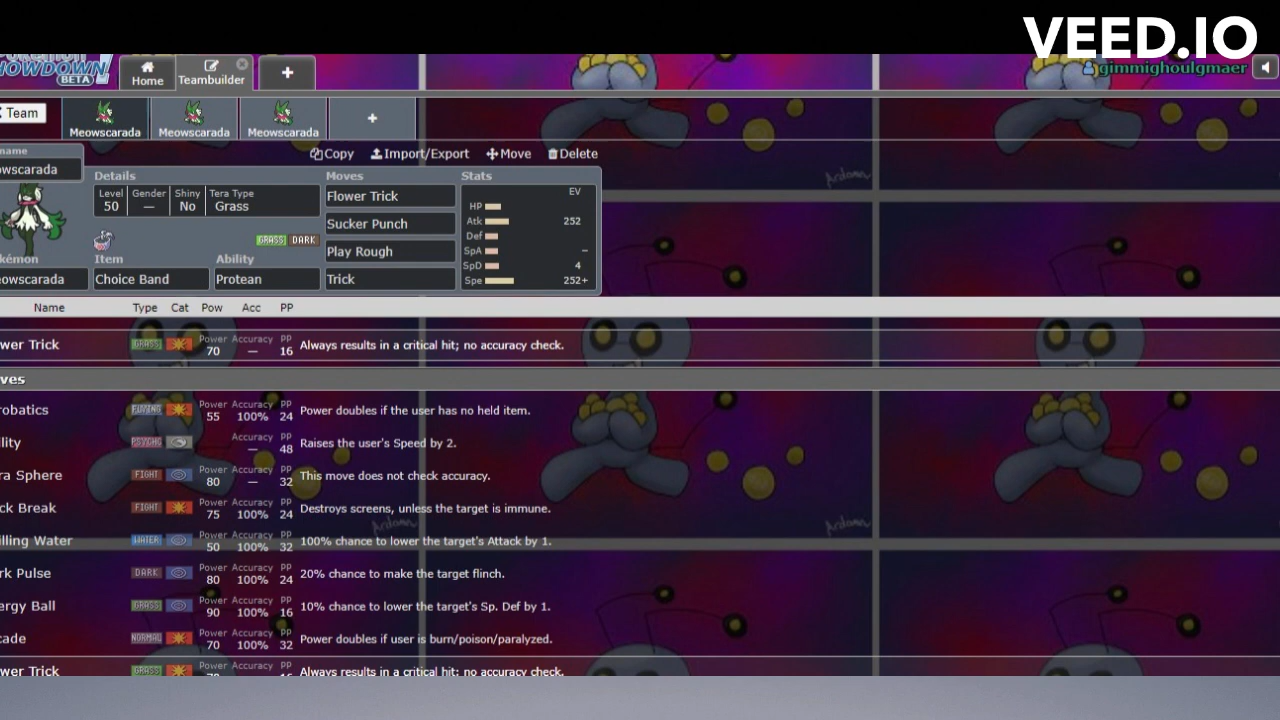 VEED.IO
SHOWDOWN!
BETA
Home
Teambuilder
+
gimmighoulgmaer
Team
Meowscarada
Meowscarada
Meowscarada
+
name
wscarada
Copy Import/Export Move Delete
Details
Moves
Stats
Level
50
Gender
—
Shiny
No
Tera Type
Grass
Flower Trick
Sucker Punch
Play Rough
Trick
EV
HP
Atk 252
Def
SpA –
SpD 4
Spe 252+
GRASS DARK
kémon
eowscarada
Item
Choice Band
Ability
Protean
Name Type Cat Pow Acc PP
wer Trick GRASS Power 70 Accuracy — PP 16 Always results in a critical hit; no accuracy check.
ves
robatics FLYING Power 55 Accuracy 100% PP 24 Power doubles if the user has no held item.
ility PSYCHC Accuracy — PP 48 Raises the user's Speed by 2.
ra Sphere FIGHT Power 80 Accuracy — PP 32 This move does not check accuracy.
ck Break FIGHT Power 75 Accuracy 100% PP 24 Destroys screens, unless the target is immune.
illing Water WATER Power 50 Accuracy 100% PP 32 100% chance to lower the target's Attack by 1.
rk Pulse DARK Power 80 Accuracy 100% PP 24 20% chance to make the target flinch.
ergy Ball GRASS Power 90 Accuracy 100% PP 16 10% chance to lower the target's Sp. Def by 1.
cade NORMAL Power 70 Accuracy 100% PP 32 Power doubles if user is burn/poison/paralyzed.
wer Trick GRASS Power Accuracy PP Always results in a critical hit; no accuracy check.